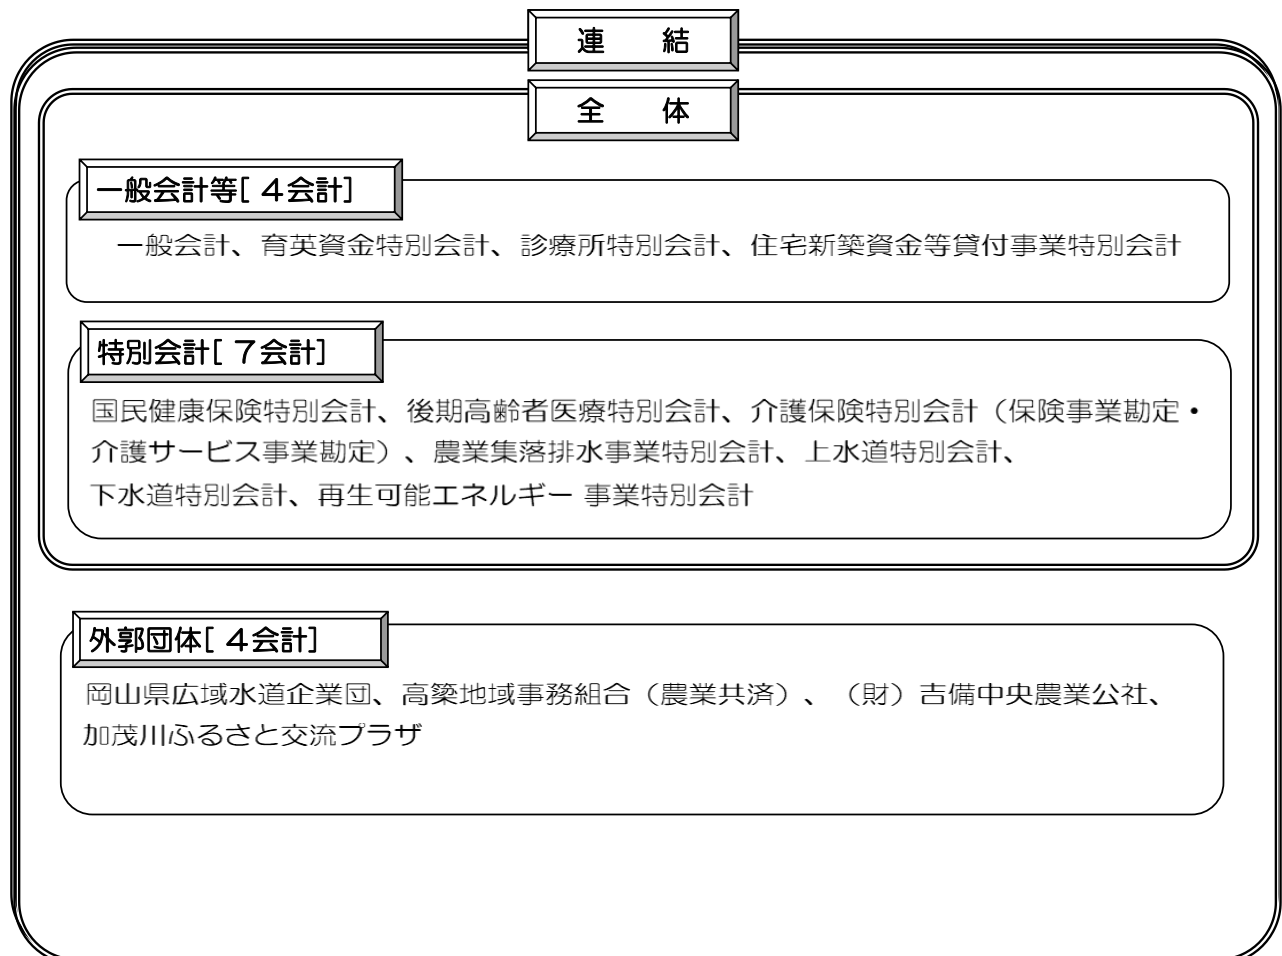 連　　結
全　　体
一般会計等[ ４会計]
一般会計、育英資金特別会計、診療所特別会計、住宅新築資金等貸付事業特別会計
特別会計[ ７会計]
国民健康保険特別会計、後期高齢者医療特別会計、介護保険特別会計（保険事業勘定・
介護サービス事業勘定）、農業集落排水事業特別会計、上水道特別会計、
下水道特別会計、再生可能エネルギー 事業特別会計
外郭団体[ ４会計]
岡山県広域水道企業団、高梁地域事務組合（農業共済）、（財）吉備中央農業公社、
加茂川ふるさと交流プラザ